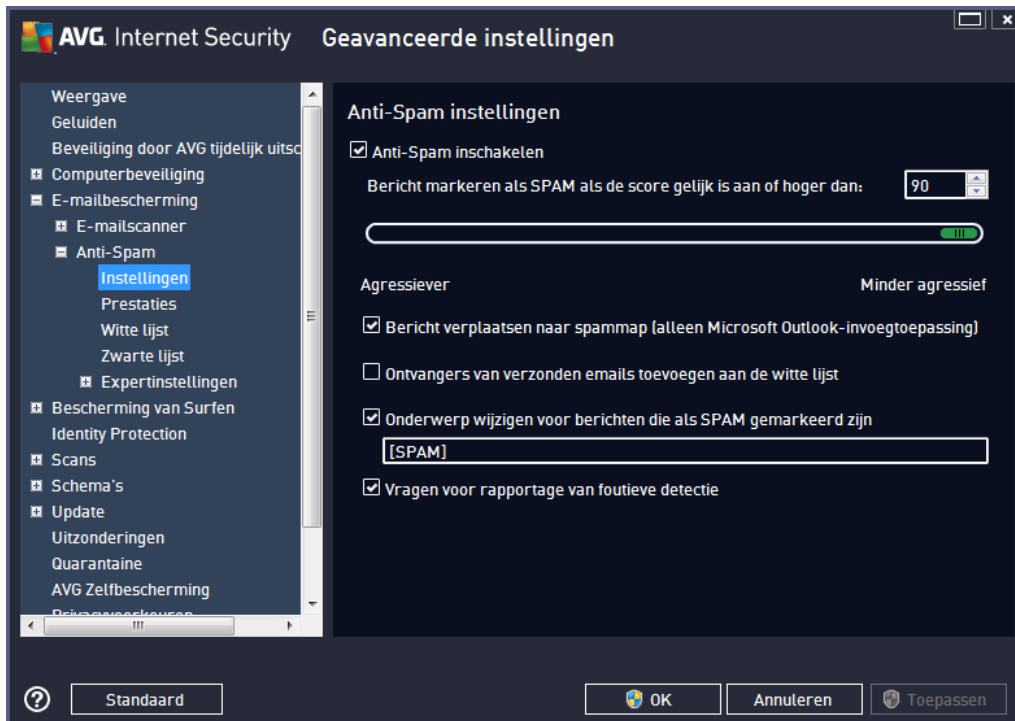 AVG. Internet Security Geavanceerde instellingen
Weergave
Geluiden
Beveiliging door AVG tijdelijk uitsc
Computerbeveiliging
E-mailbescherming
E-mailscanner
Anti-Spam
Instellingen
Prestaties
Witte lijst
Zwarte lijst
Expertinstellingen
Bescherming van Surfen
Identity Protection
Scans
Schema's
Update
Uitzonderingen
Quarantaine
AVG Zelfbescherming
Privacyvoorkeuren
Anti-Spam instellingen
Anti-Spam inschakelen
Bericht markeren als SPAM als de score gelijk is aan of hoger dan: 90
Agressiever Minder agressief
Bericht verplaatsen naar spammap (alleen Microsoft Outlook-invoegtoepassing)
Ontvangers van verzonden emails toevoegen aan de witte lijst
Onderwerp wijzigen voor berichten die als SPAM gemarkeerd zijn
[SPAM]
Vragen voor rapportage van foutieve detectie
? Standaard OK Annuleren Toepassen